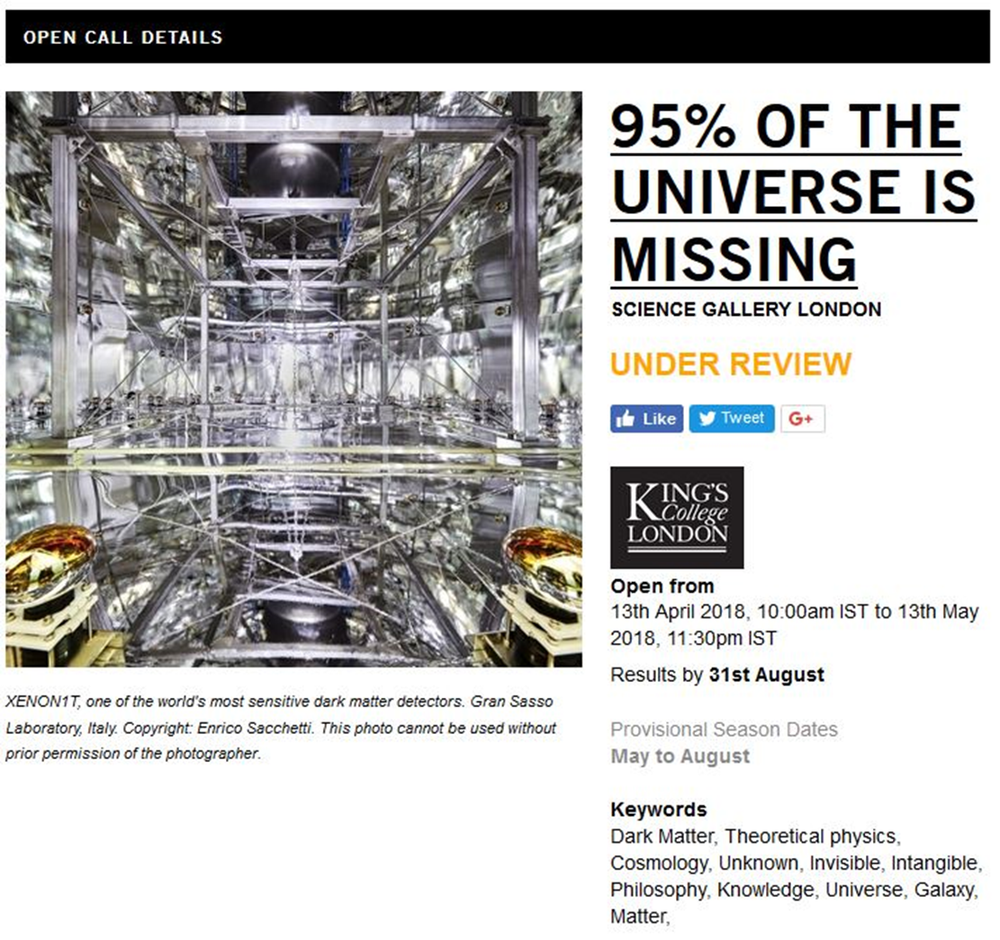 OPEN CALL DETAILS
95% OF THE
UNIVERSE IS
MISSING
SCIENCE GALLERY LONDON
UNDER REVIEW
Like
Tweet
G+
KING'S
College
LONDON
Open from
13th April 2018, 10:00am IST to 13th May
2018, 11:30pm IST
Results by 31st August
Provisional Season Dates
May to August
Keywords
Dark Matter, Theoretical physics,
Cosmology, Unknown, Invisible, Intangible,
Philosophy, Knowledge, Universe, Galaxy,
Matter,
XENON1T, one of the world's most sensitive dark matter detectors. Gran Sasso
Laboratory, Italy. Copyright: Enrico Sacchetti. This photo cannot be used without
prior permission of the photographer.